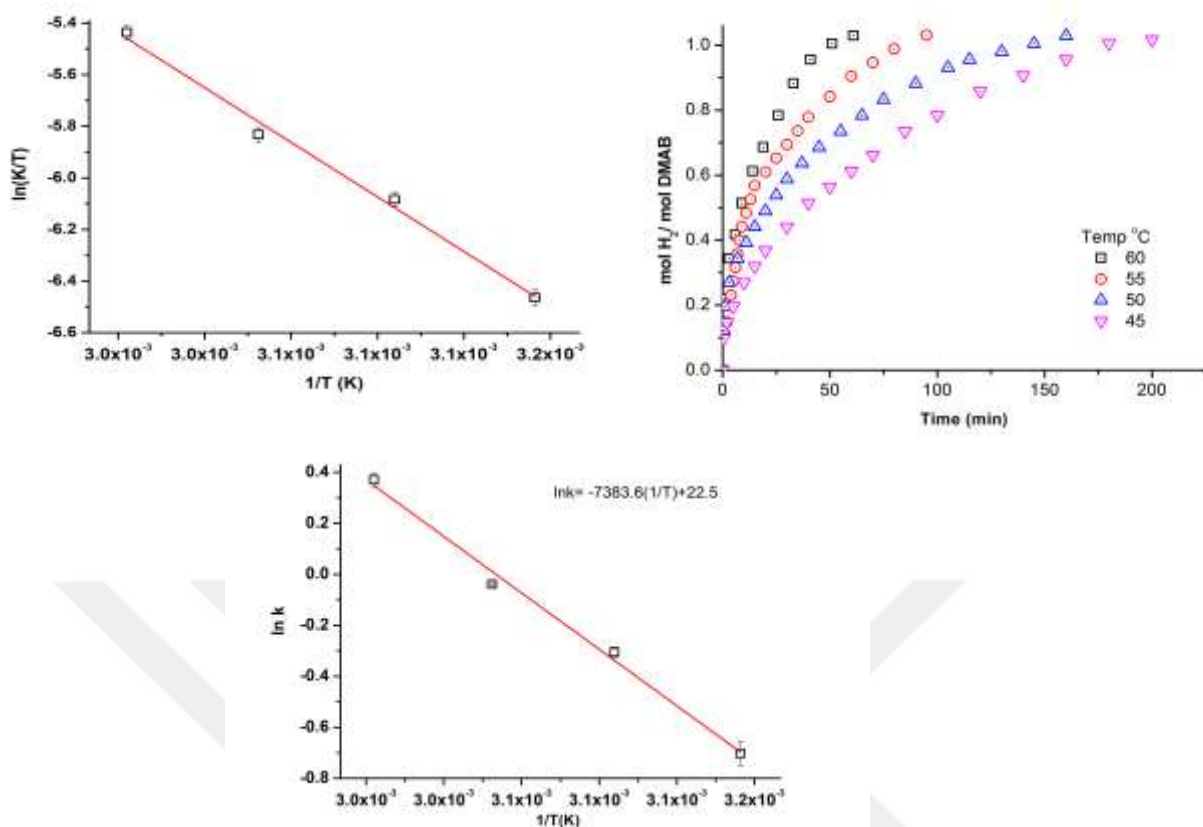 -5.4
-5.6
-5.8
-6.0
-6.2
-6.4
-6.6
ln(K/T)
3.0x10⁻³ 3.0x10⁻³ 3.1x10⁻³ 3.1x10⁻³ 3.1x10⁻³ 3.2x10⁻³
1/T (K)
1.0
0.8
0.6
0.4
0.2
0.0
mol H₂/ mol DMAB
Temp °C
60
55
50
45
0 50 100 150 200
Time (min)
0.4
0.2
0.0
-0.2
-0.4
-0.6
-0.8
ln k
lnk= -7383.6(1/T)+22.5
3.0x10⁻³ 3.0x10⁻³ 3.1x10⁻³ 3.1x10⁻³ 3.1x10⁻³ 3.2x10⁻³
1/T(K)